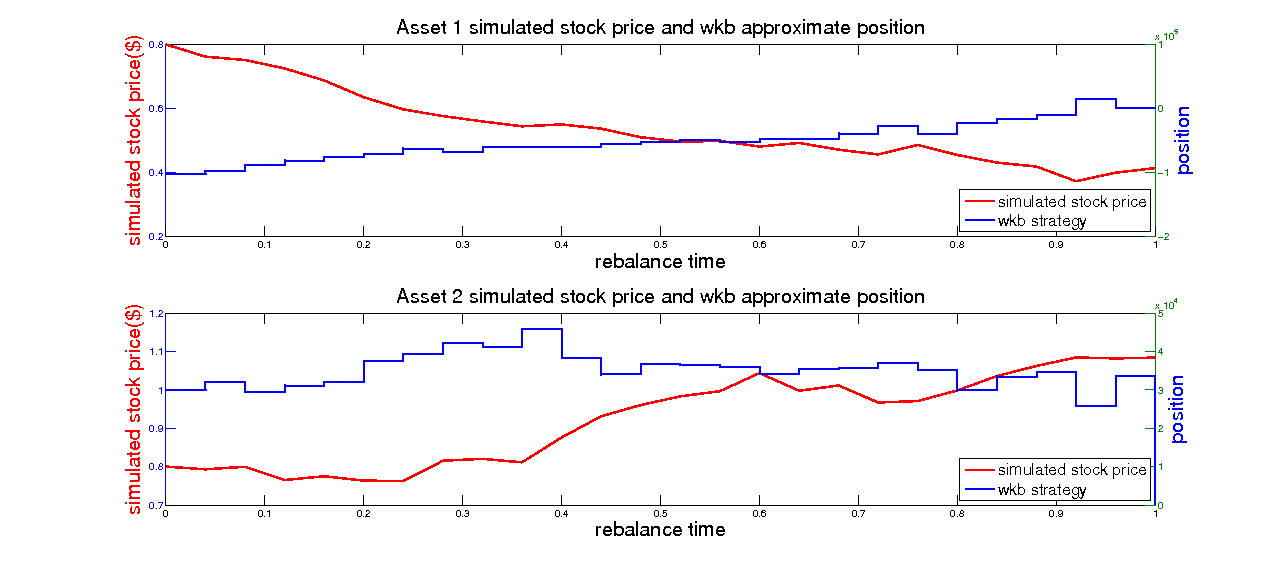 Asset 1 simulated stock price and wkb approximate position
x 10^5
simulated stock price($)
0.8
0.6
0.4
0.2
1
0
-1
-2
position
simulated stock price
wkb strategy
0 0.1 0.2 0.3 0.4 0.5 0.6 0.7 0.8 0.9 1
rebalance time
Asset 2 simulated stock price and wkb approximate position
x 10^4
simulated stock price($)
1.2
1.1
1
0.9
0.8
0.7
5
4
3
2
1
0
position
simulated stock price
wkb strategy
0 0.1 0.2 0.3 0.4 0.5 0.6 0.7 0.8 0.9 1
rebalance time